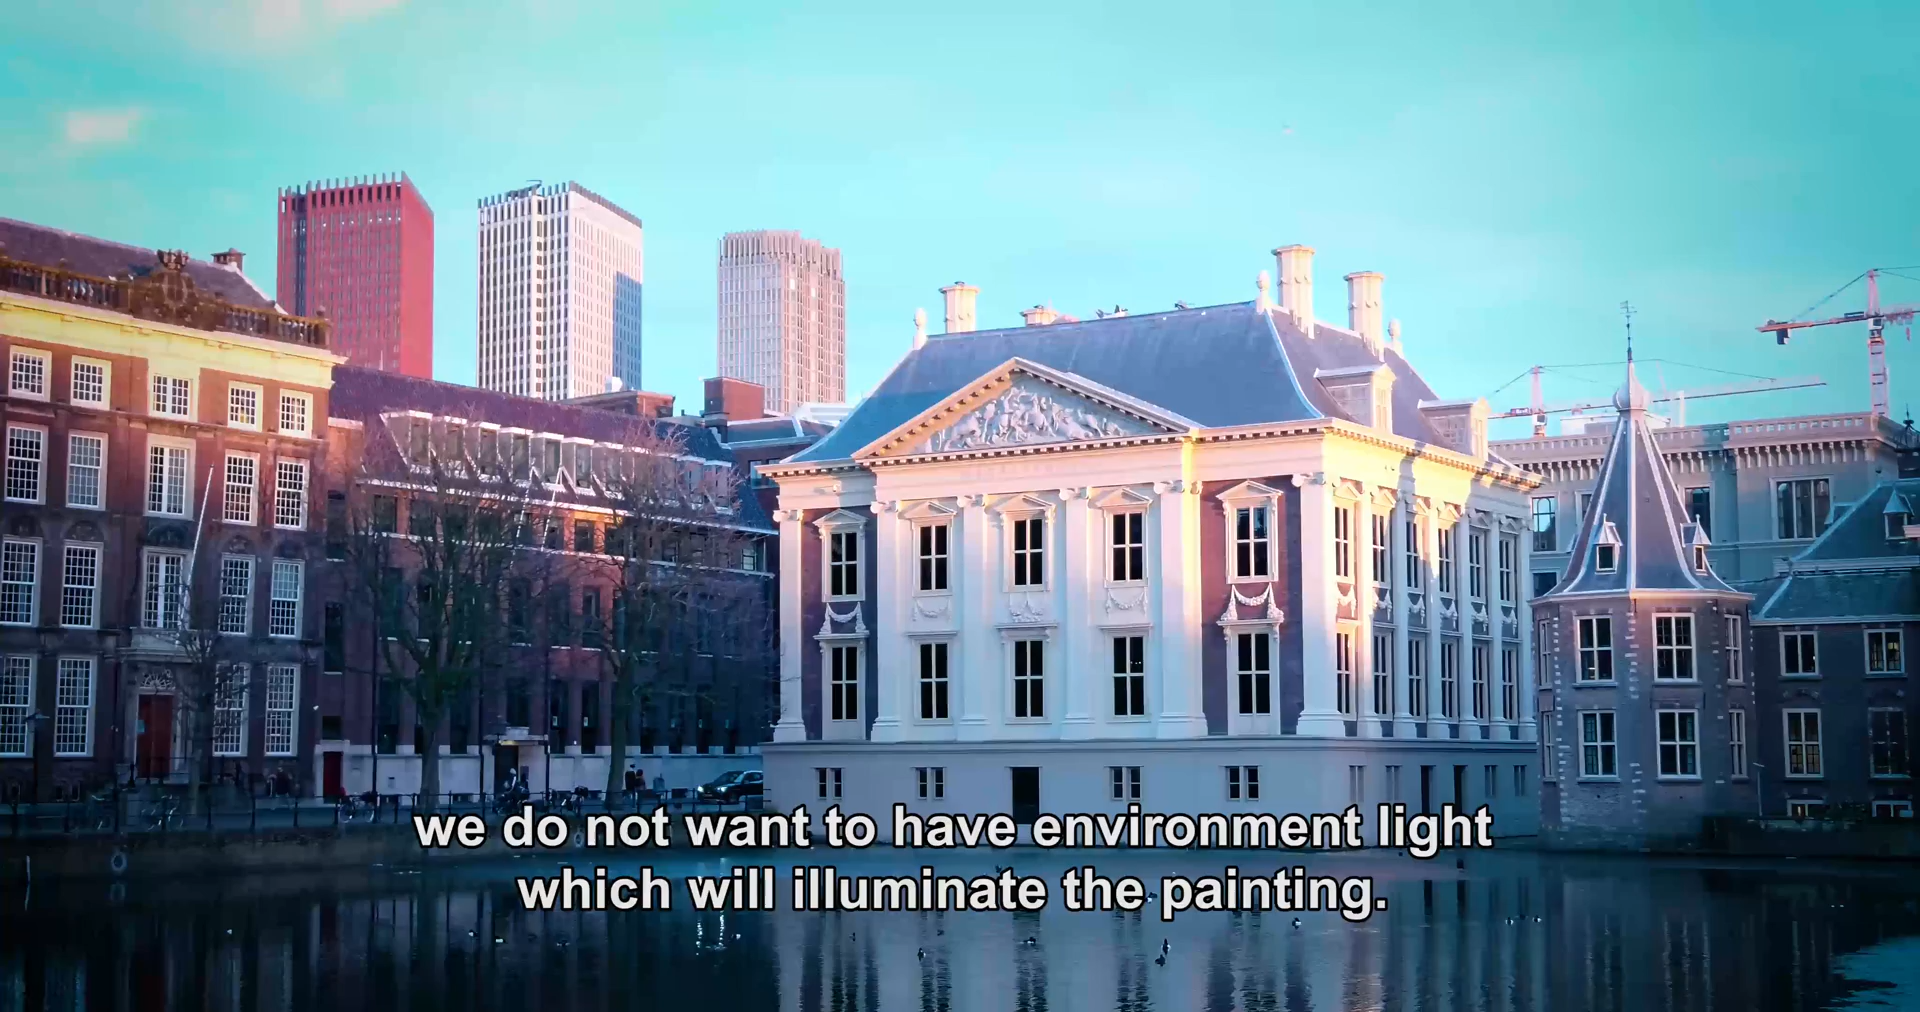 we do not want to have environment light
which will illuminate the painting.